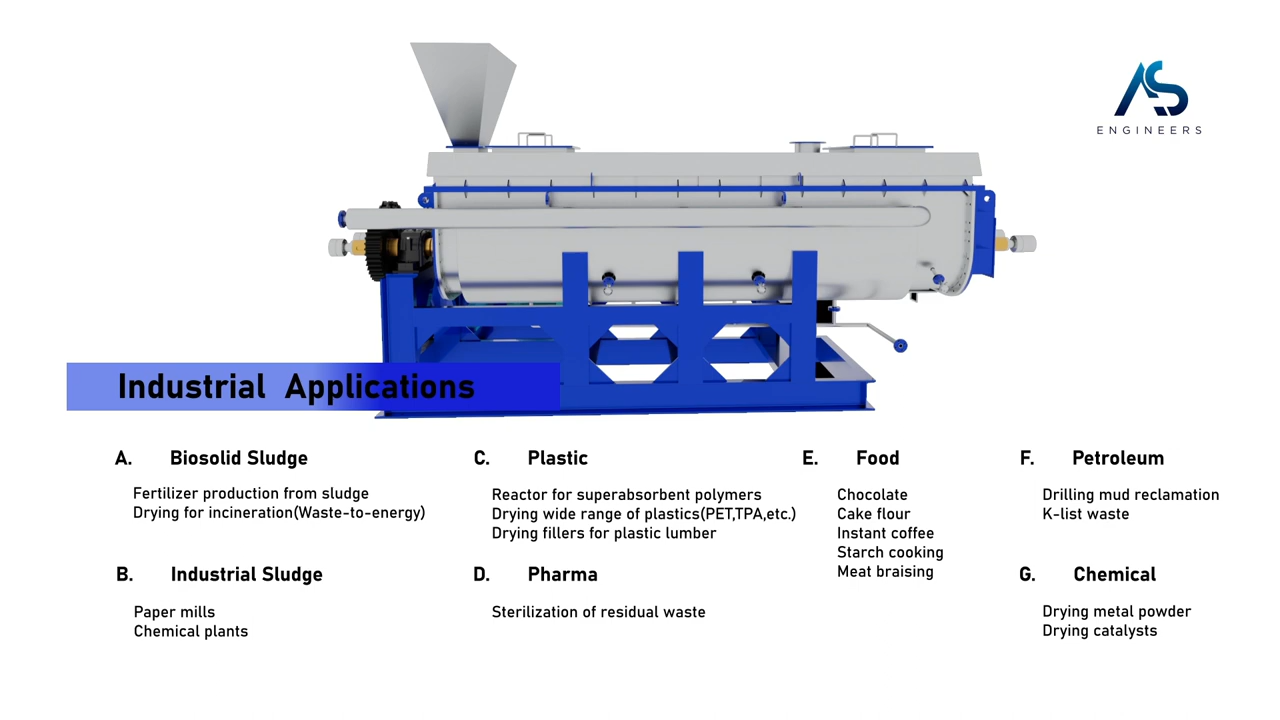 AS
ENGINEERS
Industrial Applications
A. Biosolid Sludge
Fertilizer production from sludge
Drying for incineration(Waste-to-energy)
B. Industrial Sludge
Paper mills
Chemical plants
C. Plastic
Reactor for superabsorbent polymers
Drying wide range of plastics(PET,TPA,etc.)
Drying fillers for plastic lumber
D. Pharma
Sterilization of residual waste
E. Food
Chocolate
Cake flour
Instant coffee
Starch cooking
Meat braising
F. Petroleum
Drilling mud reclamation
K-list waste
G. Chemical
Drying metal powder
Drying catalysts